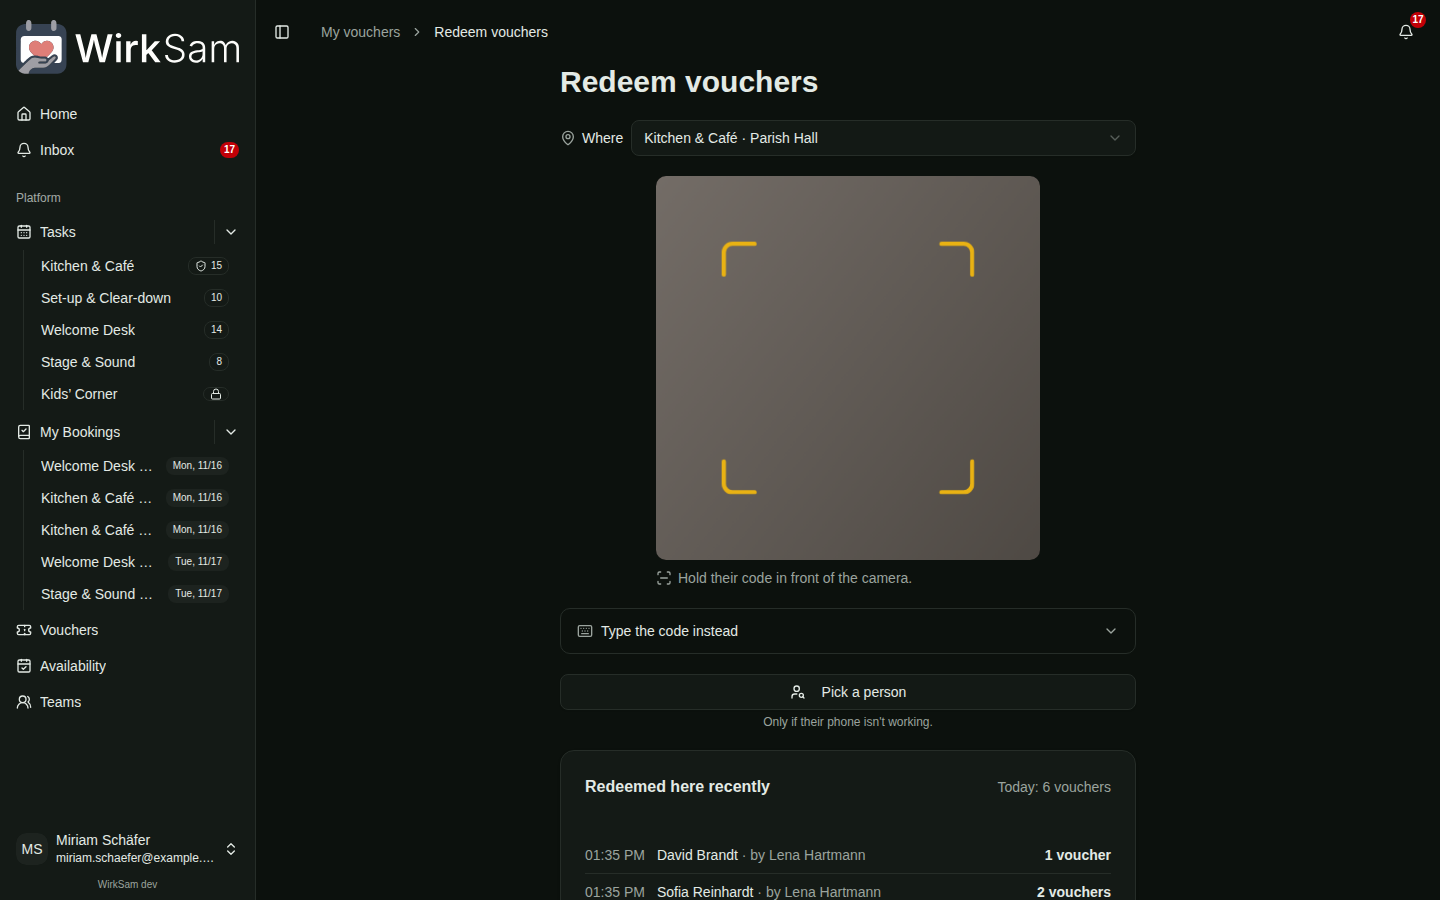 WirkSam
Home
Inbox
17
Platform
Tasks
Kitchen & Café
15
Set-up & Clear-down
10
Welcome Desk
14
Stage & Sound
8
Kids' Corner
My Bookings
Welcome Desk …
Mon, 11/16
Kitchen & Café …
Mon, 11/16
Kitchen & Café …
Mon, 11/16
Welcome Desk …
Tue, 11/17
Stage & Sound …
Tue, 11/17
Vouchers
Availability
Teams
MS
Miriam Schäfer
miriam.schaefer@example.…
WirkSam dev
My vouchers
Redeem vouchers
17
Redeem vouchers
Where
Kitchen & Café · Parish Hall
Hold their code in front of the camera.
Type the code instead
Pick a person
Only if their phone isn't working.
Redeemed here recently
Today: 6 vouchers
01:35 PM David Brandt · by Lena Hartmann
1 voucher
01:35 PM Sofia Reinhardt · by Lena Hartmann
2 vouchers